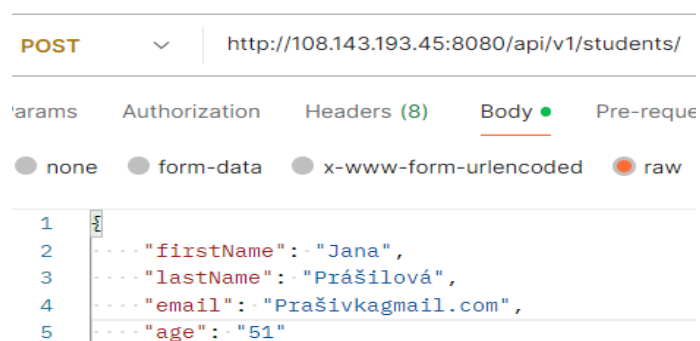 POST http://108.143.193.45:8080/api/v1/students/
Params Authorization Headers (8) Body Pre-reque
none form-data x-www-form-urlencoded raw
1 {
2 "firstName": "Jana",
3 "lastName": "Prášilová",
4 "email": "Prašivkagmail.com",
5 "age": "51"